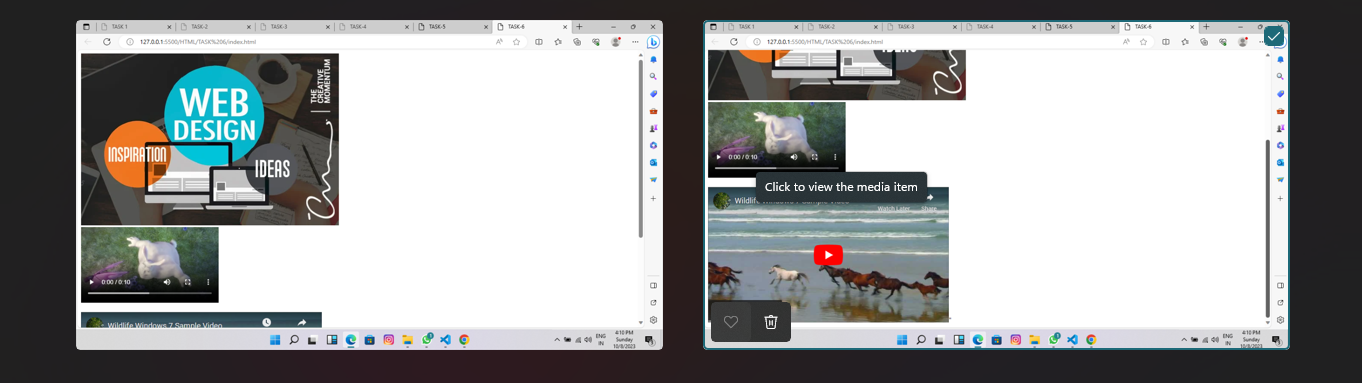 TASK 1
TASK-2
TASK-3
TASK-4
TASK-5
TASK-6
127.0.0.1:5500/HTML/TASK%206/index.html
WEB
DESIGN
INSPIRATION
IDEAS
THE
CREATIVE
MOMENTUM
0:00 / 0:10
Wildlife Windows 7 Sample Video
ENG
IN
4:10 PM
Sunday
10/8/2023
TASK 1
TASK-2
TASK-3
TASK-4
TASK-5
TASK-6
127.0.0.1:5500/HTML/TASK%206/index.html
0:00 / 0:10
Click to view the media item
Wildlife Windows 7 Sample Video
Watch Later
Share
ENG
IN
4:10 PM
Sunday
10/8/2023